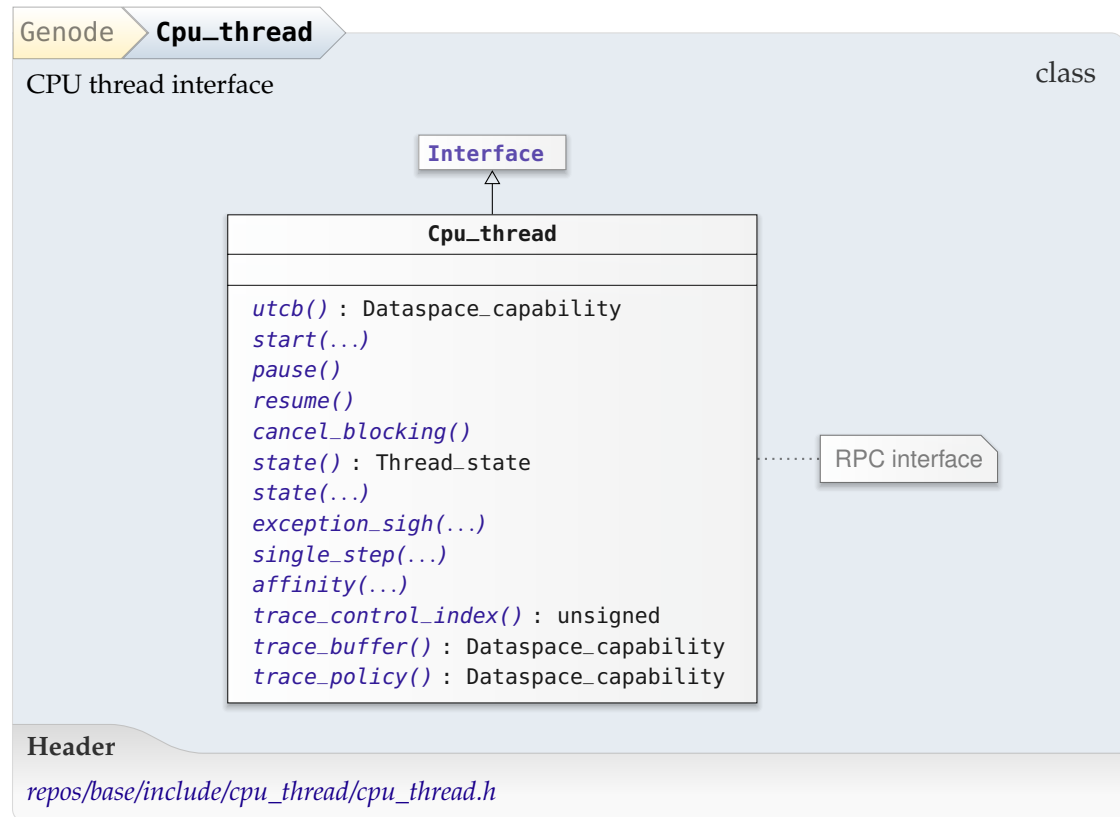 Genode Cpu_thread
CPU thread interface
class
Interface
Cpu_thread
utcb() : Dataspace_capability
start(...)
pause()
resume()
cancel_blocking()
state() : Thread_state
state(...)
exception_sigh(...)
single_step(...)
affinity(...)
trace_control_index() : unsigned
trace_buffer() : Dataspace_capability
trace_policy() : Dataspace_capability
RPC interface
Header
repos/base/include/cpu_thread/cpu_thread.h